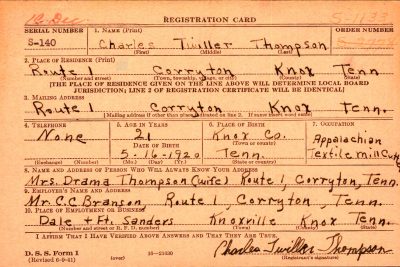 REGISTRATION CARD
SERIAL NUMBER
1. NAME (Print)
ORDER NUMBER
S-140
Charles Twiller Thompson
(First) (Middle) (Last)
2. PLACE OF RESIDENCE (Print)
Route 1 Corryton Knox Tenn
(Number and street) (Town, township, village, or city) (County) (State)
[THE PLACE OF RESIDENCE GIVEN ON THE LINE ABOVE WILL DETERMINE LOCAL BOARD
JURISDICTION; LINE 2 OF REGISTRATION CERTIFICATE WILL BE IDENTICAL]
3. MAILING ADDRESS
Route 1 Corryton Knox Tenn.
[Mailing address if other than place indicated on line 2. If same insert word same]
4. TELEPHONE
5. AGE IN YEARS
6. PLACE OF BIRTH
7. OCCUPATION
None
21
Knox Co.
Appalachian
DATE OF BIRTH
(Town or county)
Textile mill
5-16-1920
Tenn.
(Exchange) (Number)
(Mo.) (Day) (Yr.)
(State or country)
8. NAME AND ADDRESS OF PERSON WHO WILL ALWAYS KNOW YOUR ADDRESS
Mrs. Drama Thompson (wife) Route 1, Corryton, Tenn.
9. EMPLOYER'S NAME AND ADDRESS
Mr. C.C. Branson, Route 1, Corryton, Tenn.
10. PLACE OF EMPLOYMENT OR BUSINESS
Dale + Ft. Sanders Knoxville Knox Tenn
(Number and street or R. F. D. number) (Town) (County) (State)
I AFFIRM THAT I HAVE VERIFIED ABOVE ANSWERS AND THAT THEY ARE TRUE.
D. S. S. Form 1
(Revised 6-9-41)
(over)
16—21630
Charles Twiller Thompson
(Registrant's signature)